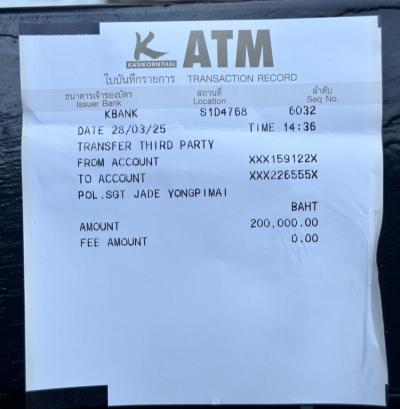 KASIKORNTHAI
ATM
ใบบันทึกรายการ TRANSACTION RECORD
ธนาคารเจ้าของบัตร สถานที่ ลำดับ
Issuer Bank Location Seq No.
KBANK S1D4768 6032
DATE 28/03/25 TIME 14:36
TRANSFER THIRD PARTY
FROM ACCOUNT XXX159122X
TO ACCOUNT XXX226555X
POL.SGT JADE YONGPIMAI
BAHT
AMOUNT 200,000.00
FEE AMOUNT 0.00